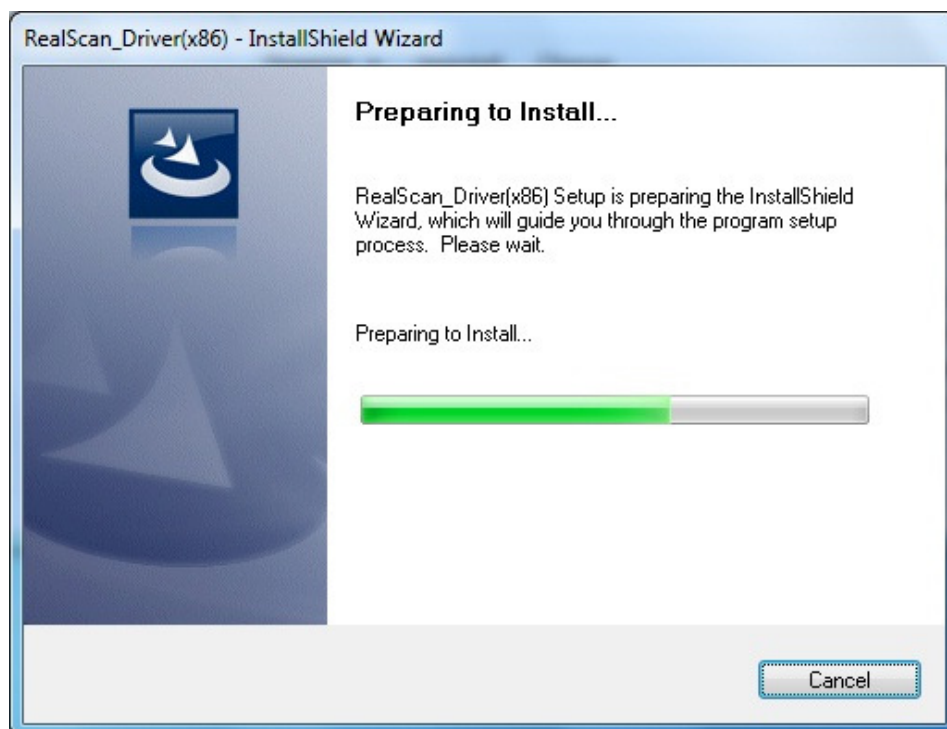 RealScan_Driver(x86) - InstallShield Wizard
Preparing to Install...
RealScan_Driver(x86) Setup is preparing the InstallShield
Wizard, which will guide you through the program setup
process.  Please wait.
Preparing to Install...
Cancel